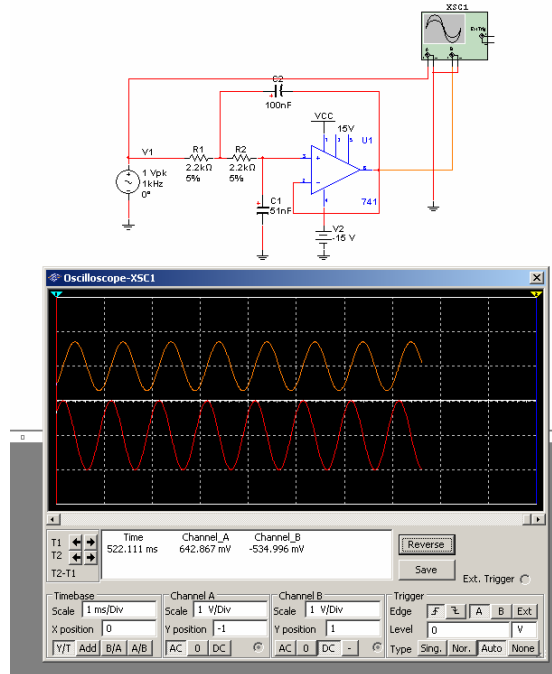 XSC1
Ext Trig
A B
C2
100nF
VCC
15V
U1
V1
R1
R2
2.2kΩ
2.2kΩ
5%
5%
1 Vpk
1kHz
0°
C1
51nF
741
V2
-15 V
Oscilloscope-XSC1
T1
T2
T2-T1
Time Channel_A Channel_B
522.111 ms 642.867 mV -534.996 mV
Reverse
Save
Ext. Trigger
Timebase
Scale 1 ms/Div
X position 0
Y/T Add B/A A/B
Channel A
Scale 1 V/Div
Y position -1
AC 0 DC
Channel B
Scale 1 V/Div
Y position 1
AC 0 DC -
Trigger
Edge A B Ext
Level 0 V
Type Sing. Nor. Auto None